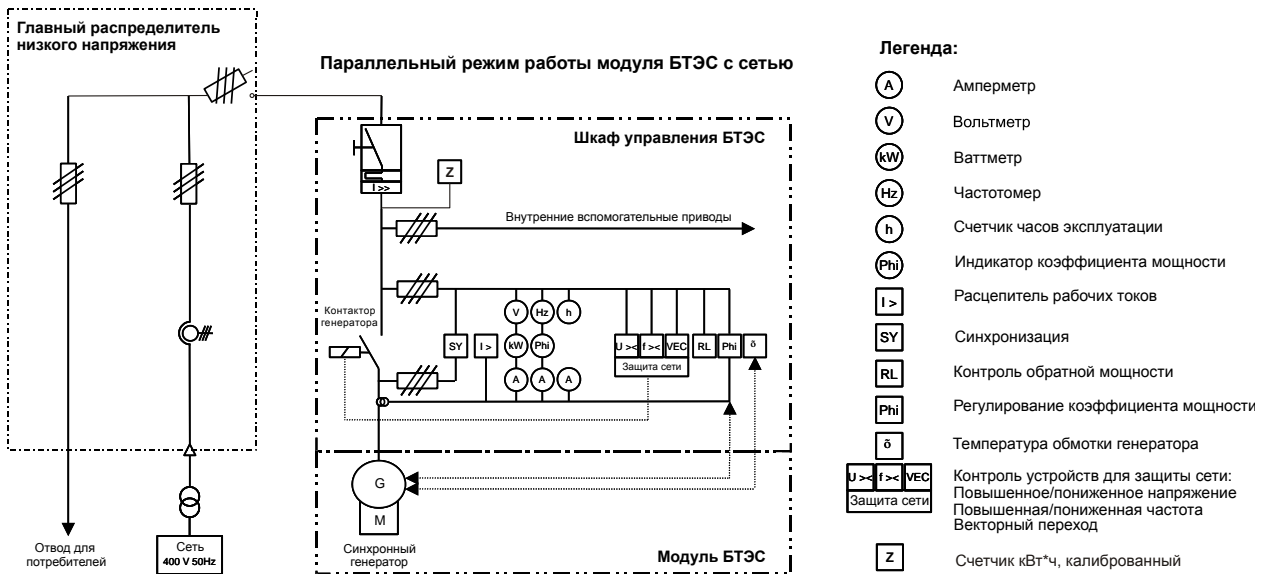 Главный распределитель
низкого напряжения
Параллельный режим работы модуля БТЭС с сетью
Шкаф управления БТЭС
I >>
Z
Внутренние вспомогательные приводы
Контактор
генератора
V
Hz
h
SY
I >
kW
Phi
U ><
f ><
VEC
RL
Phi
õ
Защита сети
A
A
A
G
M
Синхронный
генератор
Модуль БТЭС
Отвод для
потребителей
Сеть
400 V 50Hz
Легенда:
A Амперметр
V Вольтметр
kW Ваттметр
Hz Частотомер
h Счетчик часов эксплуатации
Phi Индикатор коэффициента мощности
I > Расцепитель рабочих токов
SY Синхронизация
RL Контроль обратной мощности
Phi Регулирование коэффициента мощности
õ Температура обмотки генератора
U >< f >< VEC Контроль устройств для защиты сети:
Защита сети Повышенное/пониженное напряжение
Повышенная/пониженная частота
Векторный переход
Z Счетчик кВт*ч, калиброванный